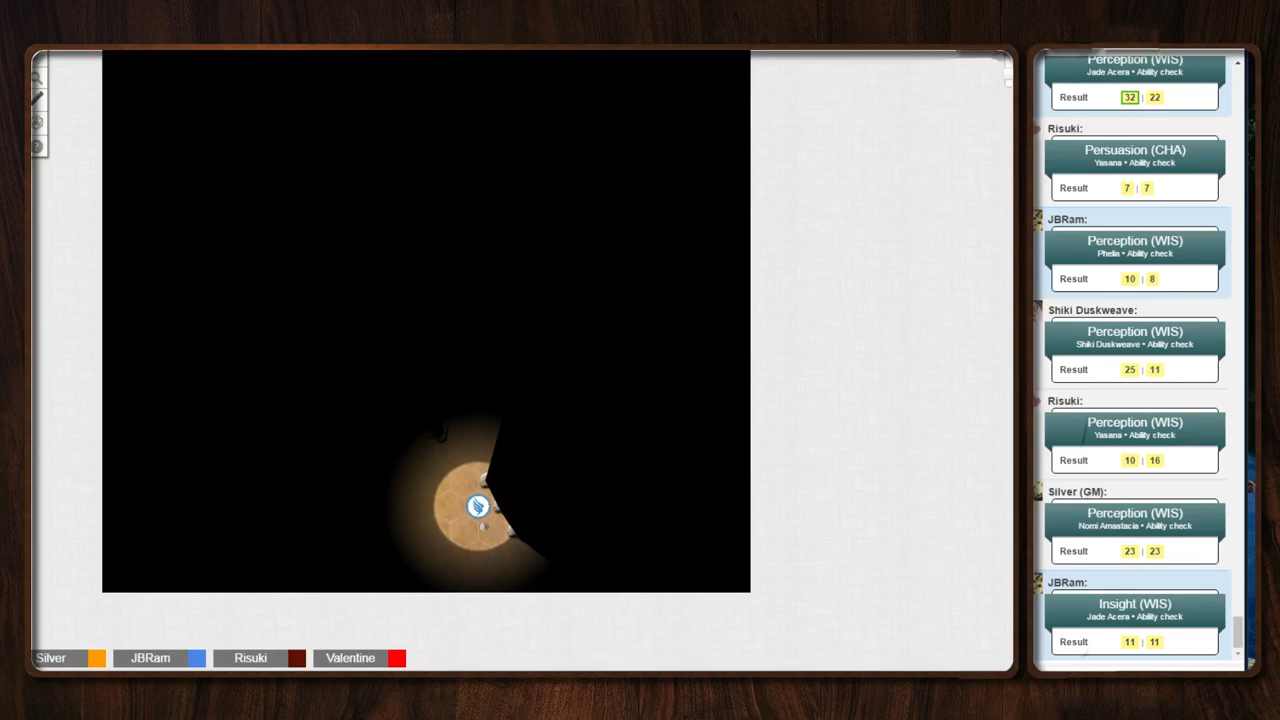 Perception (WIS)
Jade Acera • Ability check
Result 32 | 22
Risuki:
Persuasion (CHA)
Yasana • Ability check
Result 7 | 7
JBRam:
Perception (WIS)
Phelia • Ability check
Result 10 | 8
Shiki Duskweave:
Perception (WIS)
Shiki Duskweave • Ability check
Result 25 | 11
Risuki:
Perception (WIS)
Yasana • Ability check
Result 10 | 16
Silver (GM):
Perception (WIS)
Nomi Amastacia • Ability check
Result 23 | 23
JBRam:
Insight (WIS)
Jade Acera • Ability check
Result 11 | 11
Silver JBRam Risuki Valentine